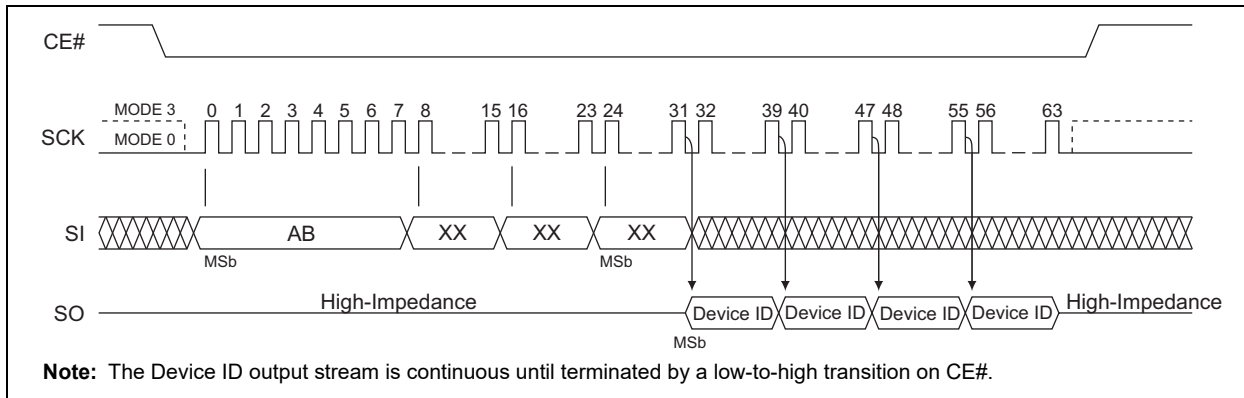 CE#
MODE 3
0 1 2 3 4 5 6 7 8 15 16 23 24 31 32 39 40 47 48 55 56 63
SCK
MODE 0
SI
AB XX XX XX
MSb MSb
High-Impedance
SO
Device ID Device ID Device ID Device ID
High-Impedance
MSb
Note: The Device ID output stream is continuous until terminated by a low-to-high transition on CE#.